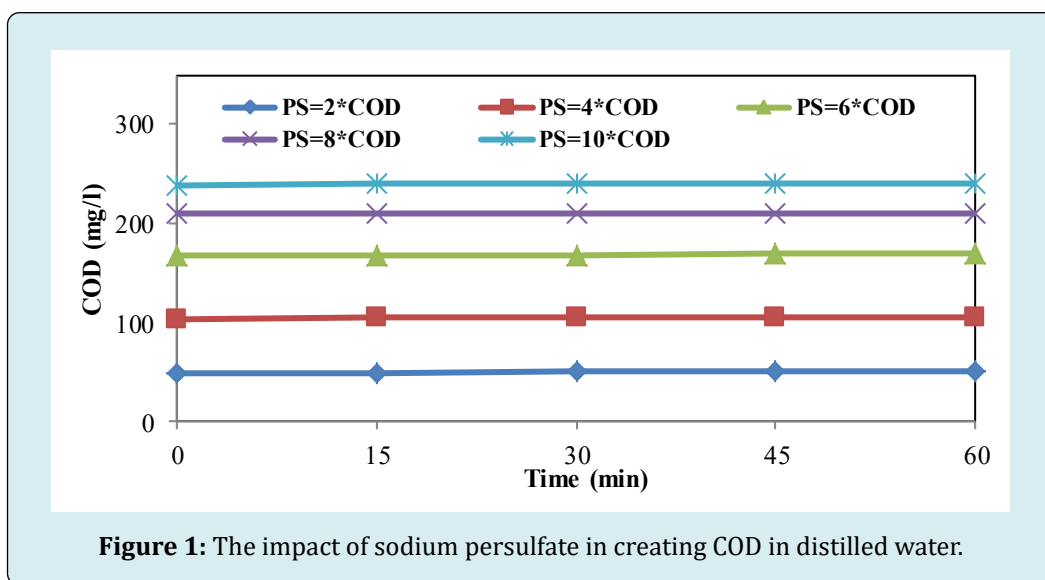 PS=2*COD PS=4*COD PS=6*COD
PS=8*COD PS=10*COD
300
200
100
0
COD (mg/l)
0 15 30 45 60
Time (min)
Figure 1: The impact of sodium persulfate in creating COD in distilled water.